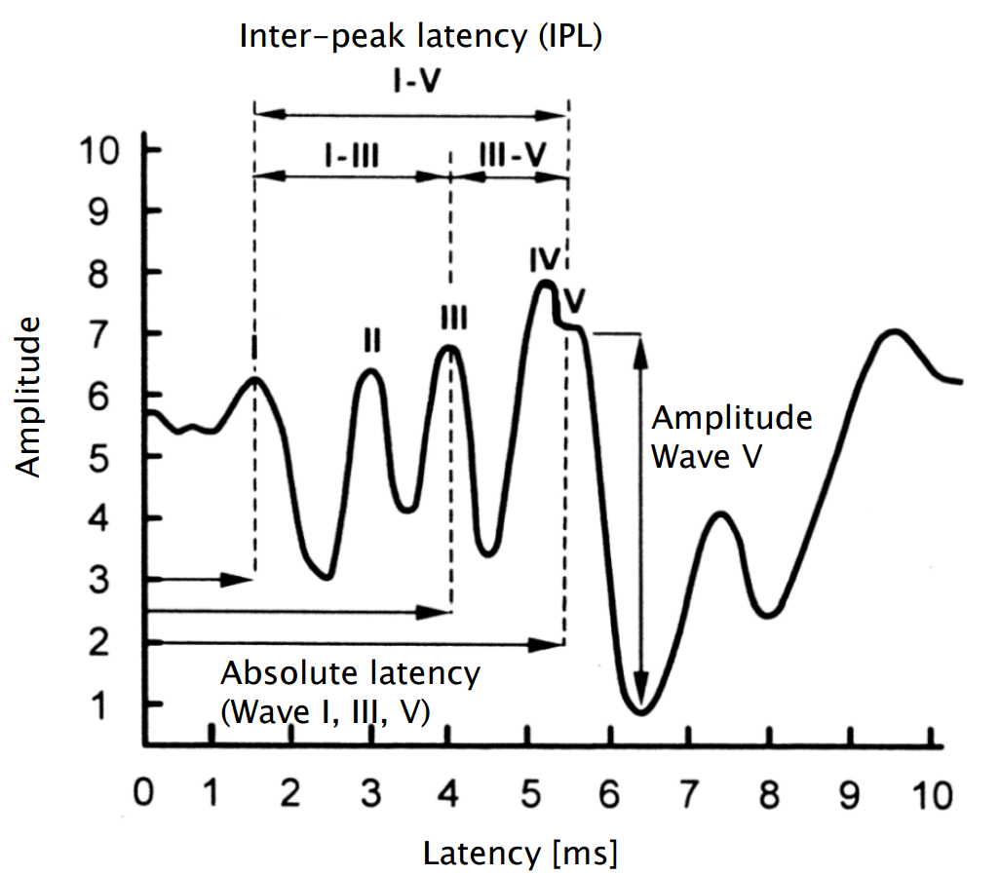 Inter-peak latency (IPL)
I-V
I-III
III-V
10
9
8
7
6
5
4
3
2
1
Amplitude
I
II
III
IV
V
Amplitude
Wave V
Absolute latency
(Wave I, III, V)
0 1 2 3 4 5 6 7 8 9 10
Latency [ms]